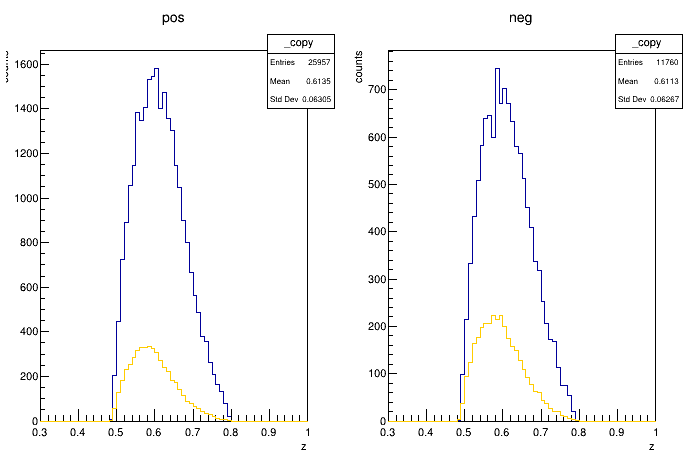 pos
neg
_copy
Entries 25957
Mean 0.6135
Std Dev 0.06305
_copy
Entries 11760
Mean 0.6113
Std Dev 0.06267
counts
1600
1400
1200
1000
800
600
400
200
0
0.3 0.4 0.5 0.6 0.7 0.8 0.9 1
z
counts
700
600
500
400
300
200
100
0
0.3 0.4 0.5 0.6 0.7 0.8 0.9 1
z